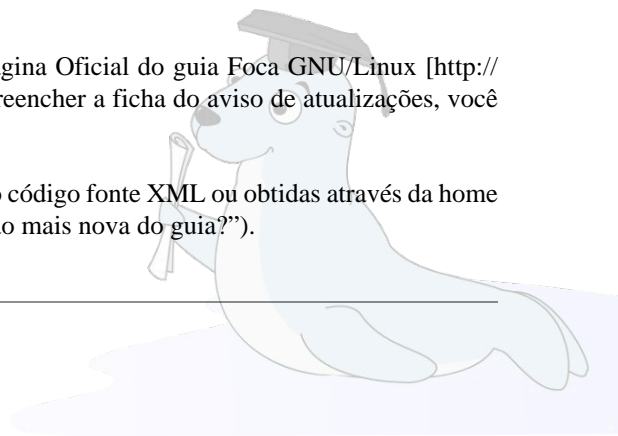 gina Oficial do guia Foca GNU/Linux [http://
reencher a ficha do aviso de atualizações, você
o código fonte XML ou obtidas através da home
ão mais nova do guia?”).